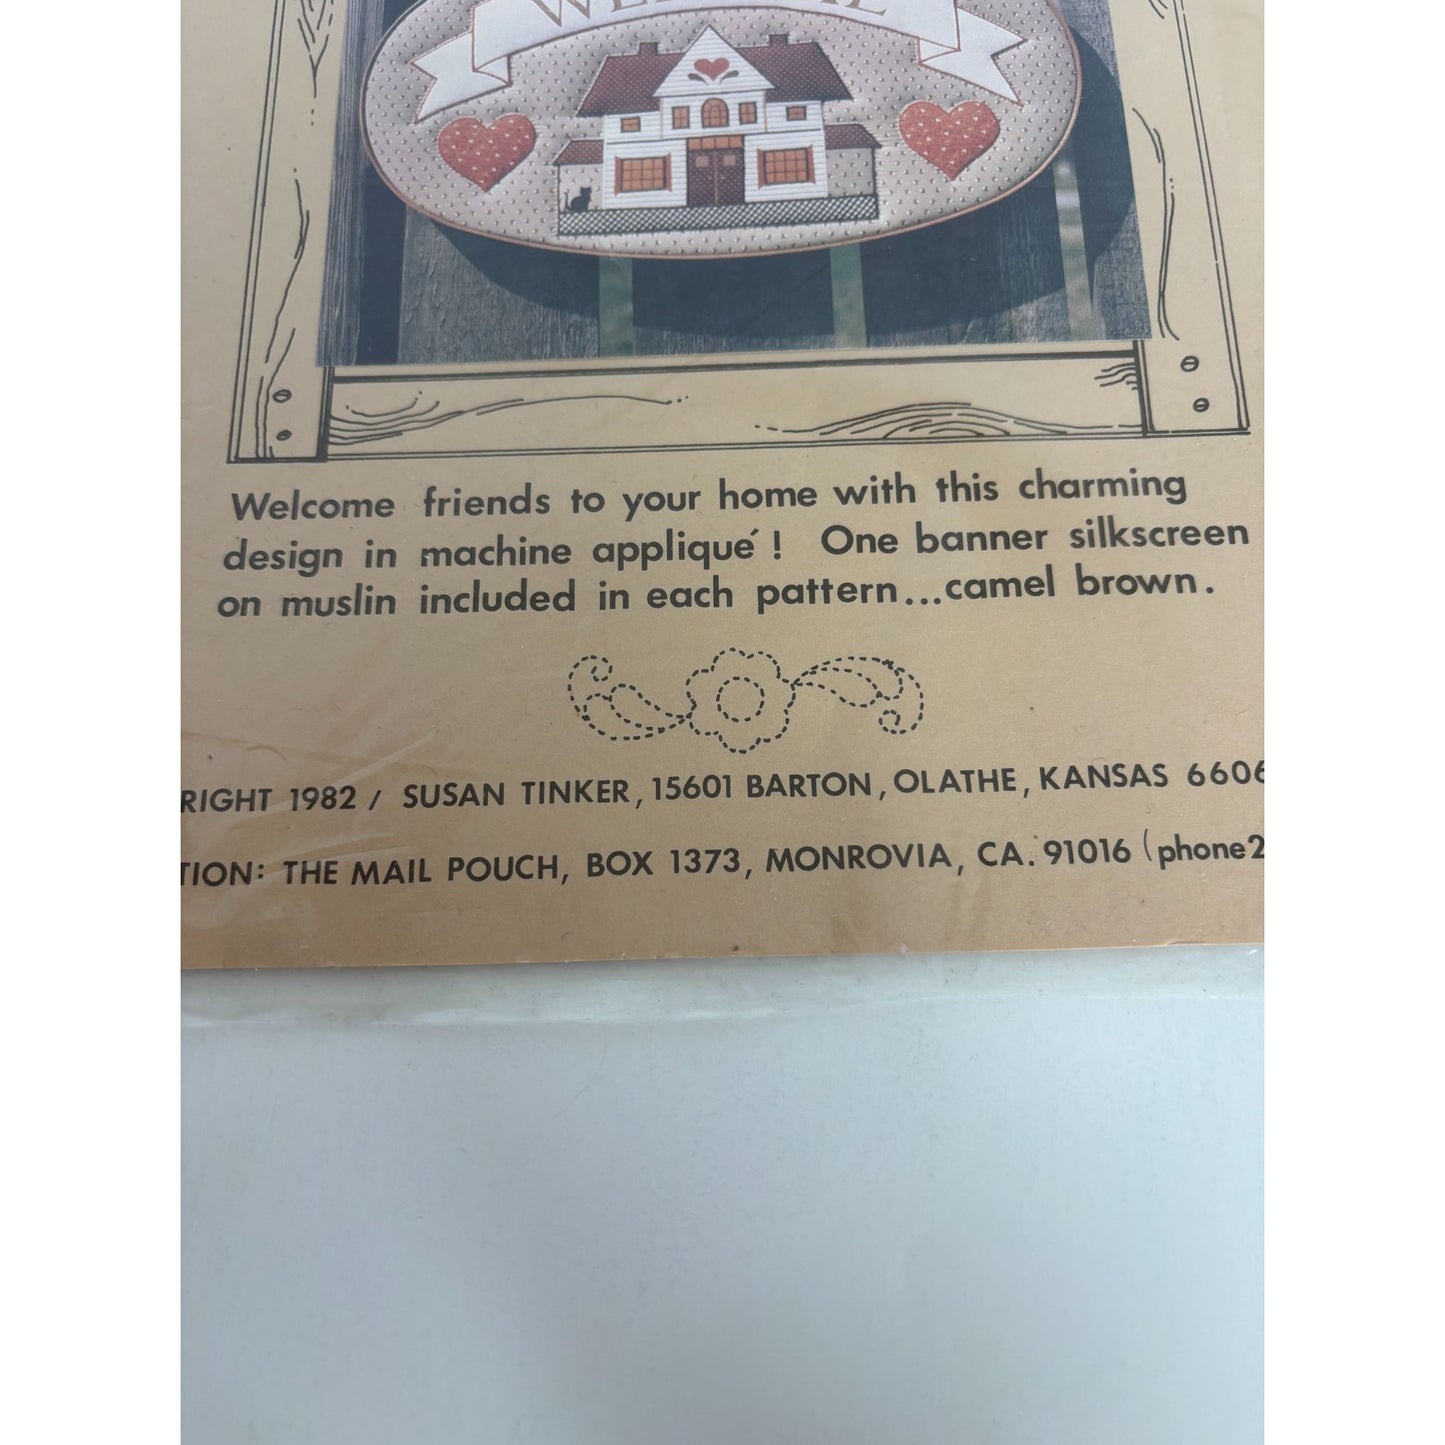 WELCOME
Welcome friends to your home with this charming
design in machine appliqué! One banner silkscreen
on muslin included in each pattern...camel brown.
RIGHT 1982 / SUSAN TINKER, 15601 BARTON, OLATHE, KANSAS 6606
TION: THE MAIL POUCH, BOX 1373, MONROVIA, CA. 91016 (phone2